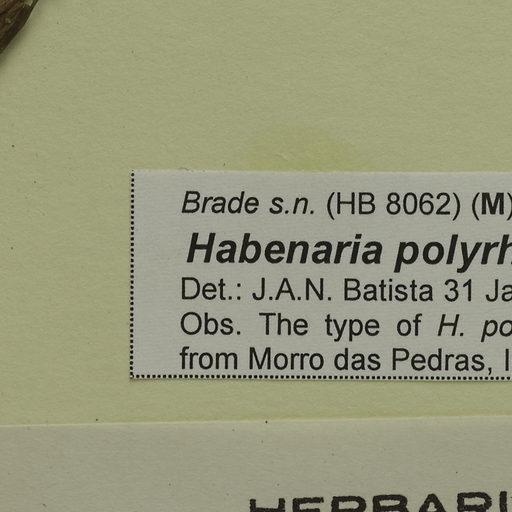 Brade s.n. (HB 8062) (M)
Habenaria polyrh
Det.: J.A.N. Batista 31 Ja
Obs. The type of H. po
from Morro das Pedras, I
HERBARI